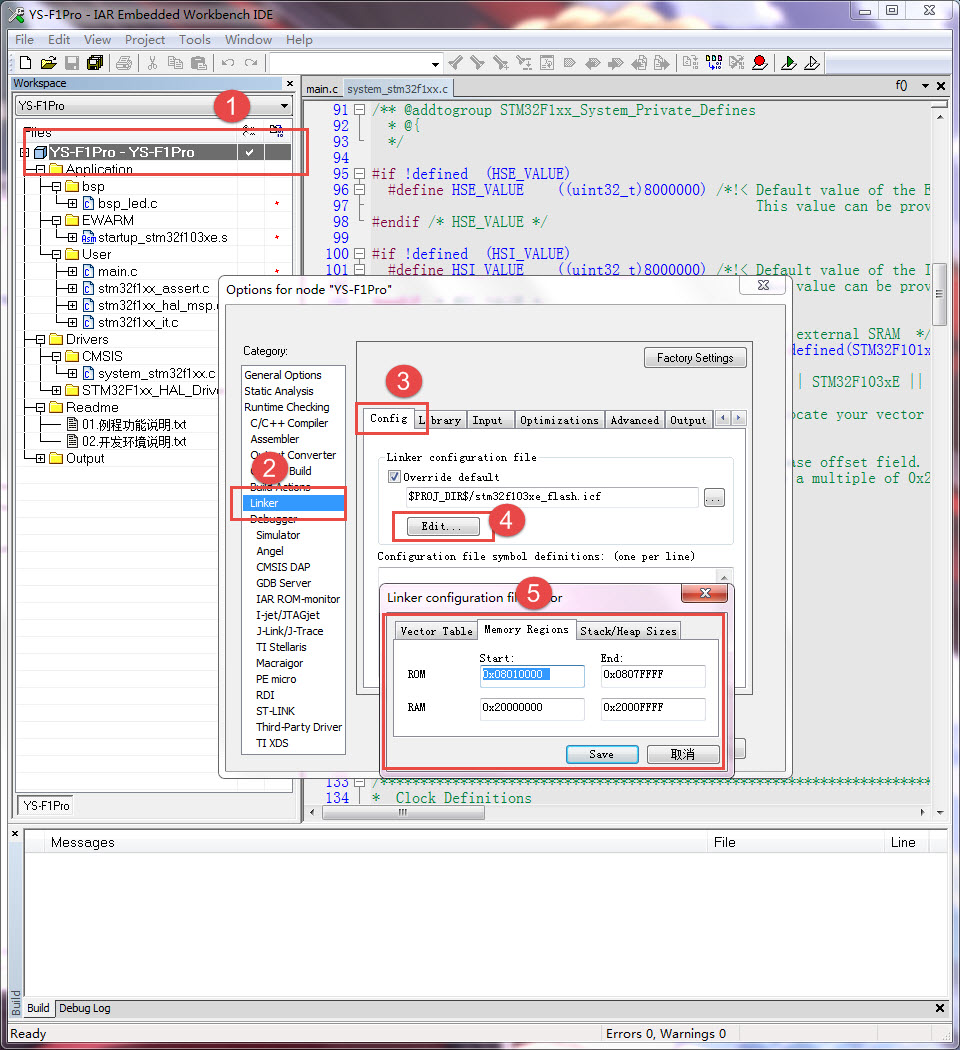 YS-F1Pro - IAR Embedded Workbench IDE
File Edit View Project Tools Window Help
Workspace
YS-F1Pro
1
Files
YS-F1Pro - YS-F1Pro
Application
bsp
bsp_led.c
EWARM
startup_stm32f103xe.s
User
main.c
stm32f1xx_assert.c
stm32f1xx_hal_msp.c
stm32f1xx_it.c
Drivers
CMSIS
system_stm32f1xx.c
STM32F1xx_HAL_Drive
Readme
01.例程功能说明.txt
02.开发环境说明.txt
Output
YS-F1Pro
main.c system_stm32f1xx.c f()
91 /** @addtogroup STM32F1xx_System_Private_Defines
92 * @{
93 */
94
95 #if !defined (HSE_VALUE)
96 #define HSE_VALUE ((uint32_t)8000000) /*!< Default value of the E
97 This value can be prov
98 #endif /* HSE_VALUE */
99
100 #if !defined (HSI_VALUE)
101 #define HSI_VALUE ((uint32_t)8000000) /*!< Default value of the I
value can be prov
external SRAM */
defined(STM32F101x
|| STM32F103xE ||
ocate your vector
ase offset field.
a multiple of 0x2
133 /*
134 * Clock Definitions
Options for node "YS-F1Pro"
Category:
General Options
Static Analysis
Runtime Checking
C/C++ Compiler
Assembler
Output Converter
2
Build
Build Actions
Linker
Debugger
Simulator
Angel
CMSIS DAP
GDB Server
IAR ROM-monitor
I-jet/JTAGjet
J-Link/J-Trace
TI Stellaris
Macraigor
PE micro
RDI
ST-LINK
Third-Party Driver
TI XDS
Factory Settings
3
Config Library Input Optimizations Advanced Output
Linker configuration file
Override default
$PROJ_DIR$/stm32f103xe_flash.icf
...
Edit...
4
Configuration file symbol definitions: (one per line)
5
Linker configuration fil or
Vector Table Memory Regions Stack/Heap Sizes
Start: End:
ROM 0x08010000 0x0807FFFF
RAM 0x20000000 0x2000FFFF
Save 取消
Messages File Line
Build
Build Debug Log
Ready Errors 0, Warnings 0